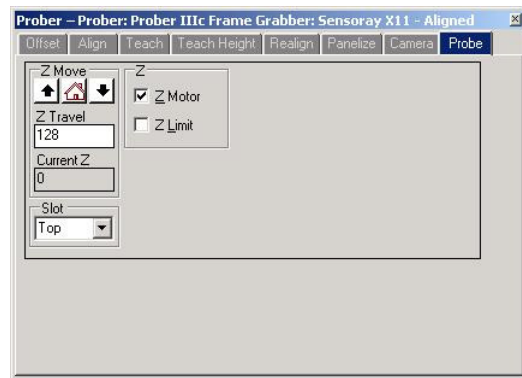 Prober – Prober: Prober IIIc Frame Grabber: Sensoray X11 - Aligned
Offset Align Teach Teach Height Realign Panelize Camera Probe
Z Move
Z Travel
128
Current Z
0
Slot
Top
Z
Z Motor
Z Limit